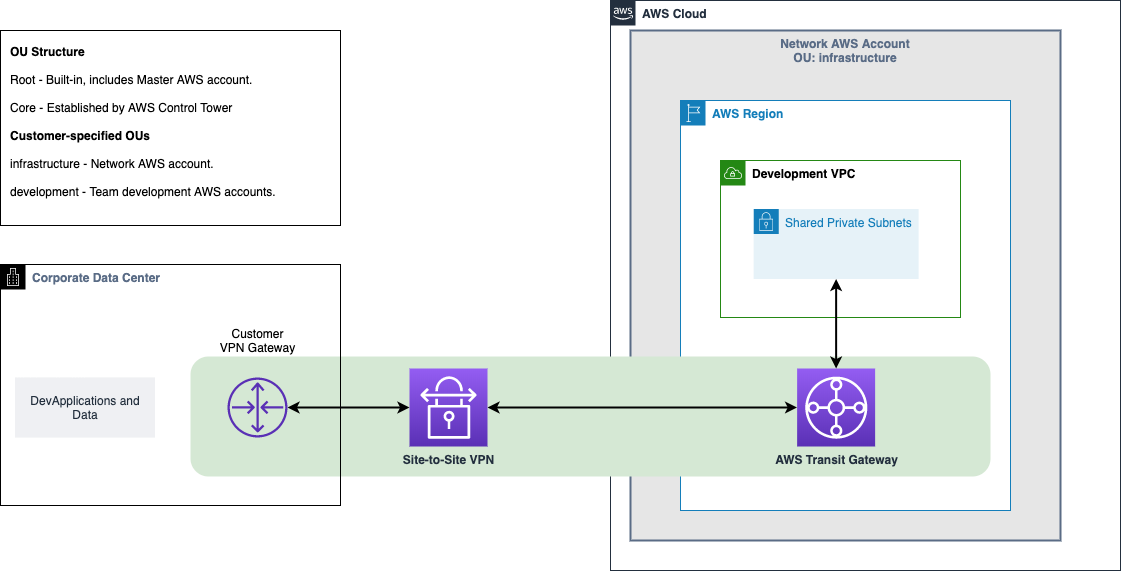 OU Structure
Root - Built-in, includes Master AWS account.
Core - Established by AWS Control Tower
Customer-specified OUs
infrastructure - Network AWS account.
development - Team development AWS accounts.
Corporate Data Center
Customer
VPN Gateway
DevApplications and
Data
Site-to-Site VPN
aws
AWS Cloud
Network AWS Account
OU: infrastructure
AWS Region
Development VPC
Shared Private Subnets
AWS Transit Gateway